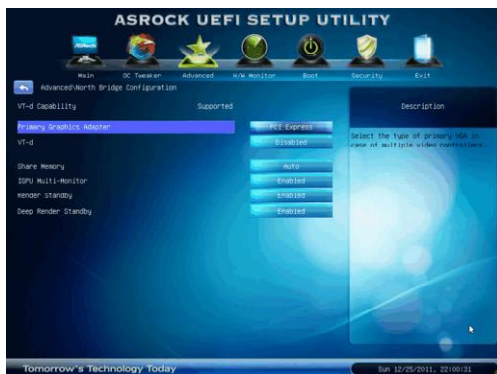 ASROCK UEFI SETUP UTILITY
ASRock
Main OC Tweaker Advanced H/W Monitor Boot Security Exit
Advanced\North Bridge Configuration
VT-d Capability Supported
Description
Primary Graphics Adapter PCI Express
Select the type of primary VGA in
case of multiple video controllers.
VT-d Disabled
Share Memory Auto
IGPU Multi-Monitor Enabled
Render Standby Enabled
Deep Render Standby Enabled
Tomorrow's Technology Today
Sun 12/25/2011, 22:00:31